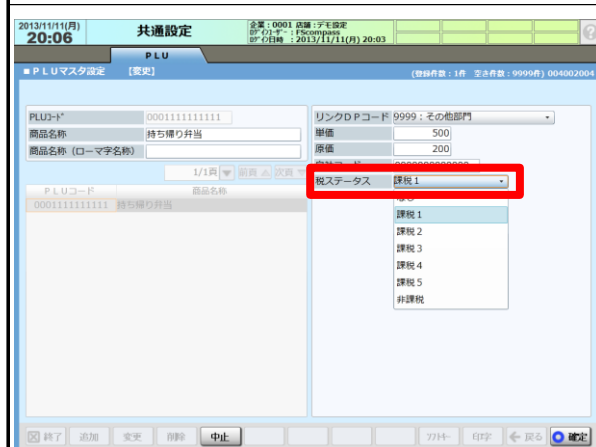 2013/11/11(月)
20:06
共通設定
企業：0001 店舗：デモ設定
ﾛｸﾞｲﾝﾕｰｻﾞｰ：FScompass
ﾛｸﾞｲﾝ日時 ：2013/11/11(月) 20:03
PLU
■ＰＬＵマスタ設定 【変更】
(登録件数：1件 空き件数：9999件) 004002004
PLUｺｰﾄﾞ 0001111111111
商品名称 持ち帰り弁当
商品名称（ローマ字名称）
1/1頁 前頁 次頁
ＰＬＵコード 商品名称
0001111111111 持ち帰り弁当
リンクＤＰコード 9999：その他部門
単価 500
原価 200
税ステータス 課税１
課税１
課税２
課税３
課税４
課税５
非課税
終了 追加 変更 削除 中止 ｿﾌﾄｷｰ 印字 戻る 確定